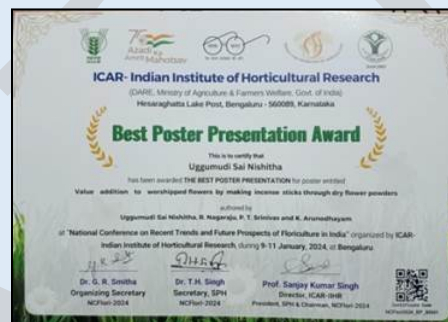 Azadi Ka
Amrit Mahotsav
ICAR- Indian Institute of Horticultural Research
(DARE, Ministry of Agriculture & Farmers Welfare, Govt. of India)
Hesaraghatta Lake Post, Bengaluru - 560089, Karnataka
Best Poster Presentation Award
This is to certify that
Uggumudi Sai Nishitha
has been awarded THE BEST POSTER PRESENTATION for poster entitled
Value addition to worshipped flowers by making incense sticks through dry flower powders
authored by
Uggumudi Sai Nishitha, R. Nagaraju, P. T. Srinivas and K. Arunodhayam
at "National Conference on Recent Trends and Future Prospects of Floriculture in India" organized by ICAR-
Indian Institute of Horticultural Research, during 9-11 January, 2024, at Bengaluru.
Dr. G. R. Smitha Dr. T.H. Singh Prof. Sanjay Kumar Singh
Organizing Secretary Secretary, SPH Director, ICAR-IIHR
NCFlori-2024 NCFlori-2024 President, SPH & Chairman, NCFlori-2024